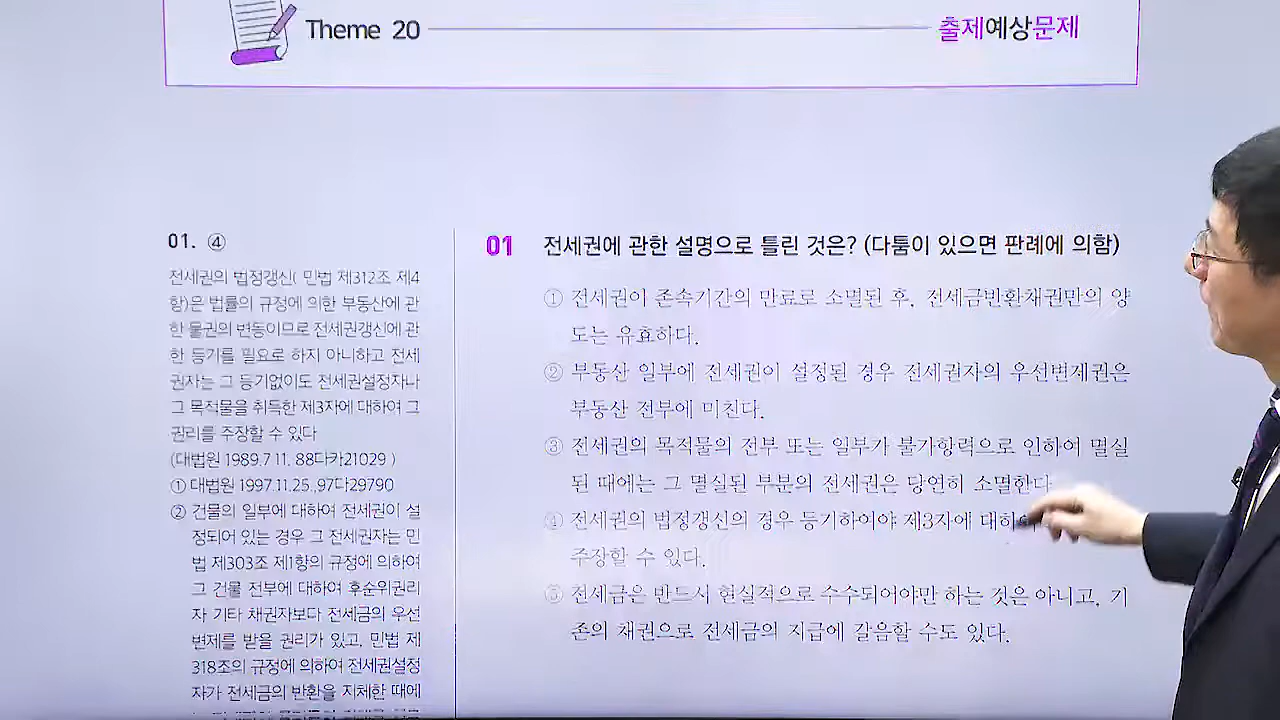 Theme 20
출제예상문제
01. ④
전세권의 법정갱신( 민법 제312조 제4
항)은 법률의 규정에 의한 부동산에 관
한 물권의 변동이므로 전세권갱신에 관
한 등기를 필요로 하지 아니하고 전세
권자는 그 등기없이도 전세권설정자나
그 목적물을 취득한 제3자에 대하여 그
권리를 주장할 수 있다
(대법원 1989.7.11. 88다카21029 )
① 대법원 1997.11.25.,97다29790
② 건물의 일부에 대하여 전세권이 설
정되어 있는 경우 그 전세권자는 민
법 제303조 제1항의 규정에 의하여
그 건물 전부에 대하여 후순위권리
자 기타 채권자보다 전세금의 우선
변제를 받을 권리가 있고, 민법 제
318조의 규정에 의하여 전세권설정
자가 전세금의 반환을 지체한 때에
01 전세권에 관한 설명으로 틀린 것은? (다툼이 있으면 판례에 의함)
① 전세권이 존속기간의 만료로 소멸된 후, 전세금반환채권만의 양
도는 유효하다.
② 부동산 일부에 전세권이 설정된 경우 전세권자의 우선변제권은
부동산 전부에 미친다.
③ 전세권의 목적물의 전부 또는 일부가 불가항력으로 인하여 멸실
된 때에는 그 멸실된 부분의 전세권은 당연히 소멸한다
④ 전세권의 법정갱신의 경우 등기하여야 제3자에 대하
주장할 수 있다.
⑤ 전세금은 반드시 현실적으로 수수되어야만 하는 것은 아니고, 기
존의 채권으로 전세금의 지급에 갈음할 수도 있다.